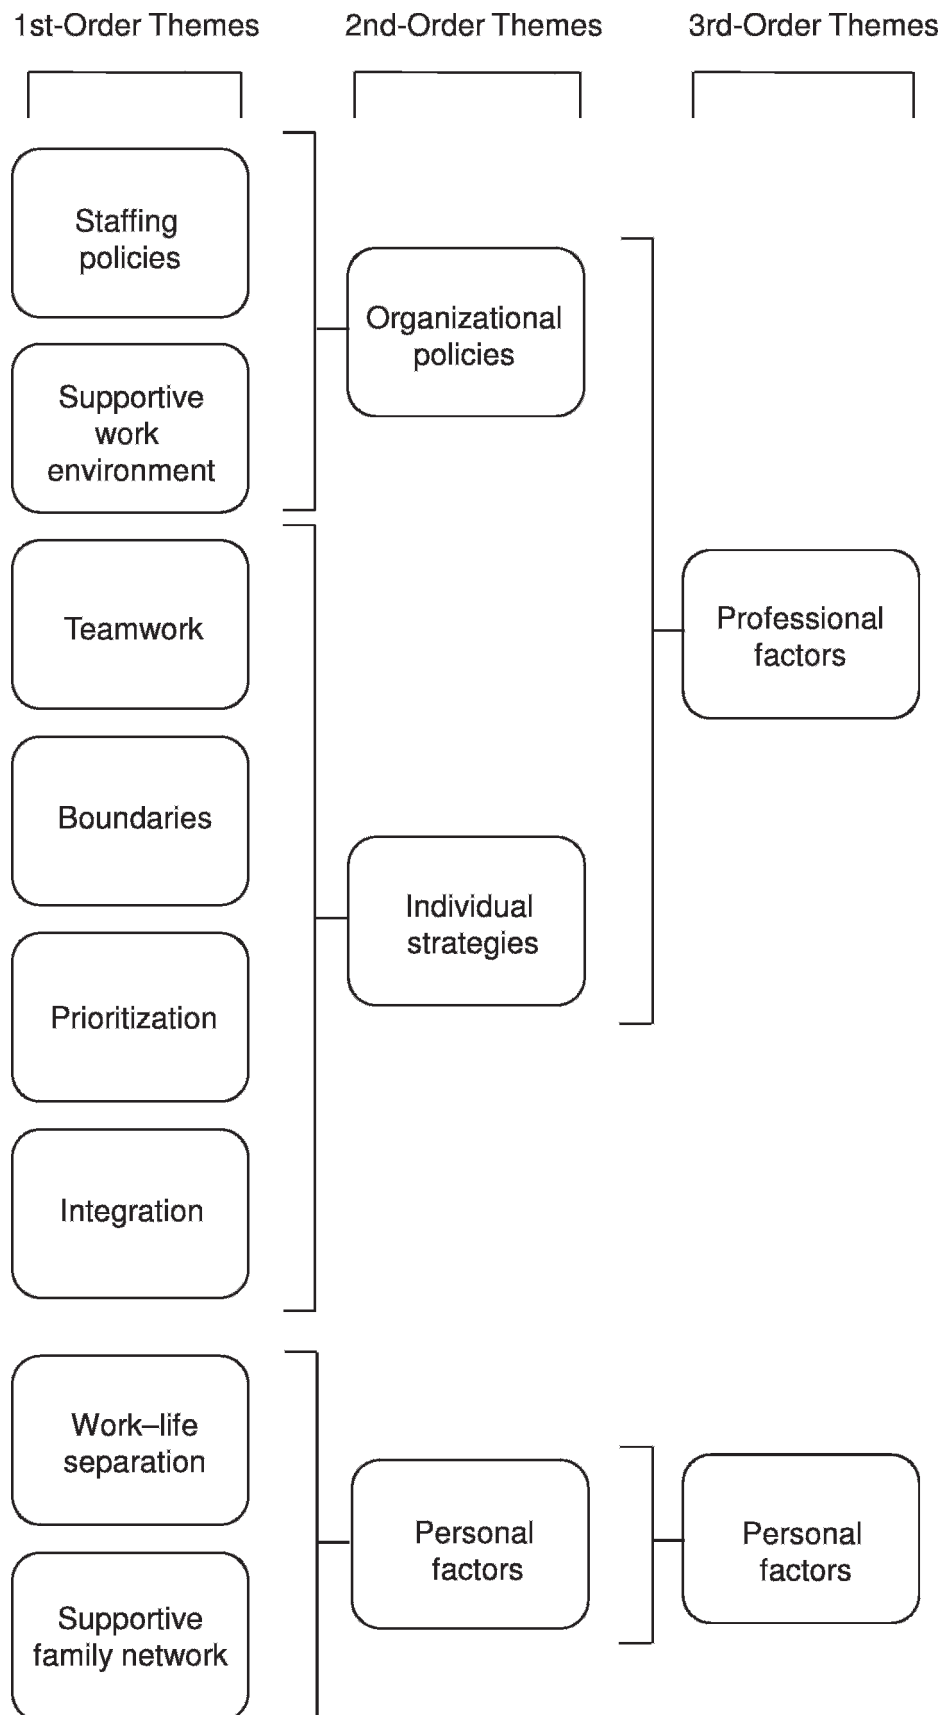 1st-Order Themes
2nd-Order Themes
3rd-Order Themes
Staffing
policies
Supportive
work
environment
Organizational
policies
Teamwork
Boundaries
Prioritization
Integration
Individual
strategies
Professional
factors
Work–life
separation
Supportive
family network
Personal
factors
Personal
factors